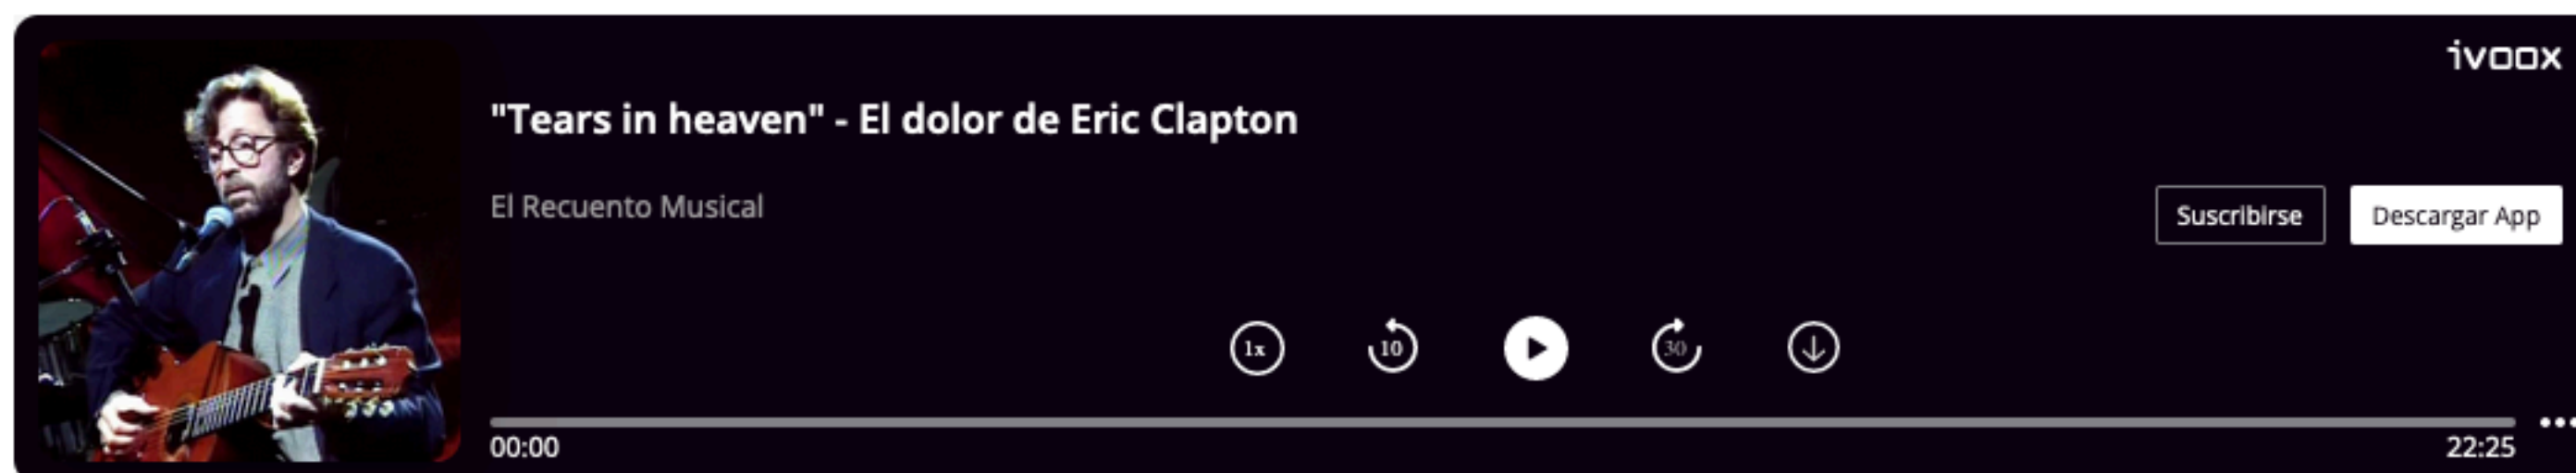 ivoox
"Tears in heaven" - El dolor de Eric Clapton
El Recuento Musical
Suscribirse
Descargar App
1x
10
30
00:00
22:25